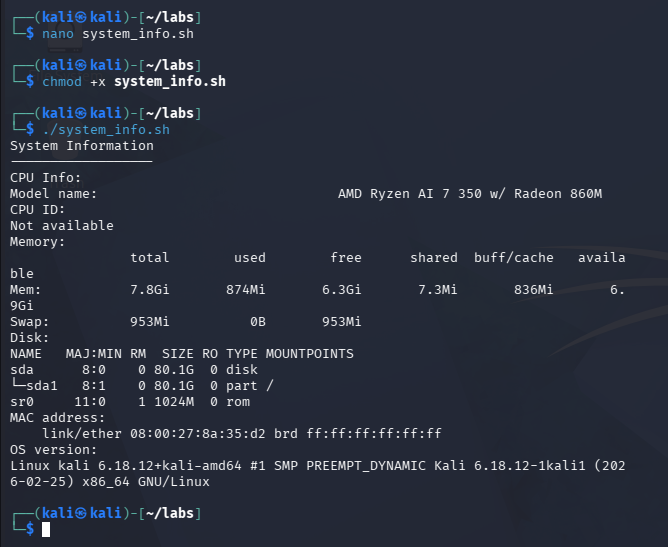 ┌──(kali㉿kali)-[~/labs]
└─$ nano system_info.sh
┌──(kali㉿kali)-[~/labs]
└─$ chmod +x system_info.sh
┌──(kali㉿kali)-[~/labs]
└─$ ./system_info.sh
System Information
------------------
CPU Info:
Model name:                              AMD Ryzen AI 7 350 w/ Radeon 860M
CPU ID:
Not available
Memory:
               total        used        free      shared  buff/cache   availa
ble
Mem:           7.8Gi       874Mi       6.3Gi       7.3Mi       836Mi       6.
9Gi
Swap:          953Mi          0B       953Mi
Disk:
NAME   MAJ:MIN RM  SIZE RO TYPE MOUNTPOINTS
sda      8:0    0 80.1G  0 disk
└─sda1   8:1    0 80.1G  0 part /
sr0     11:0    1 1024M  0 rom
MAC address:
    link/ether 08:00:27:8a:35:d2 brd ff:ff:ff:ff:ff:ff
OS version:
Linux kali 6.18.12+kali-amd64 #1 SMP PREEMPT_DYNAMIC Kali 6.18.12-1kali1 (202
6-02-25) x86_64 GNU/Linux
┌──(kali㉿kali)-[~/labs]
└─$